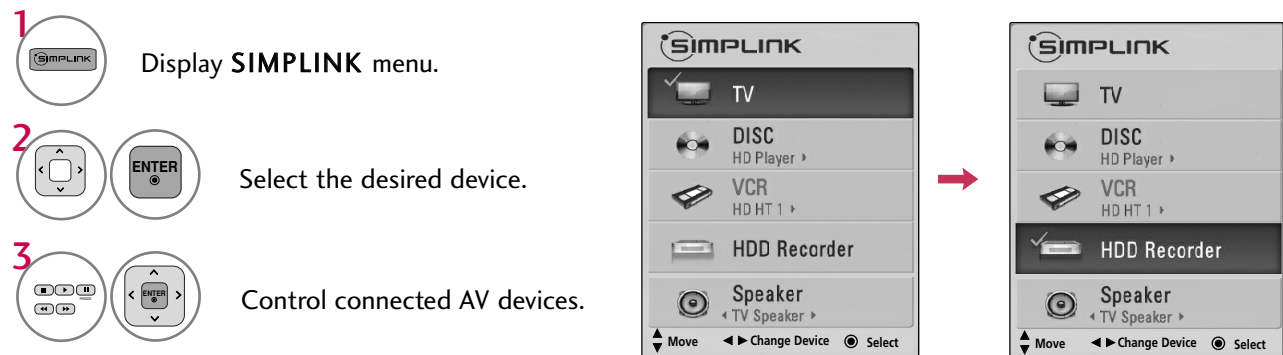 1
SIMPLINK
Display SIMPLINK menu.
2
ENTER
Select the desired device.
3
FREEZE
ENTER
Control connected AV devices.
SIMPLINK
TV
DISC
HD Player
VCR
HD HT 1
HDD Recorder
Speaker
TV Speaker
Move Change Device Select
SIMPLINK
TV
DISC
HD Player
VCR
HD HT 1
HDD Recorder
Speaker
TV Speaker
Move Change Device Select